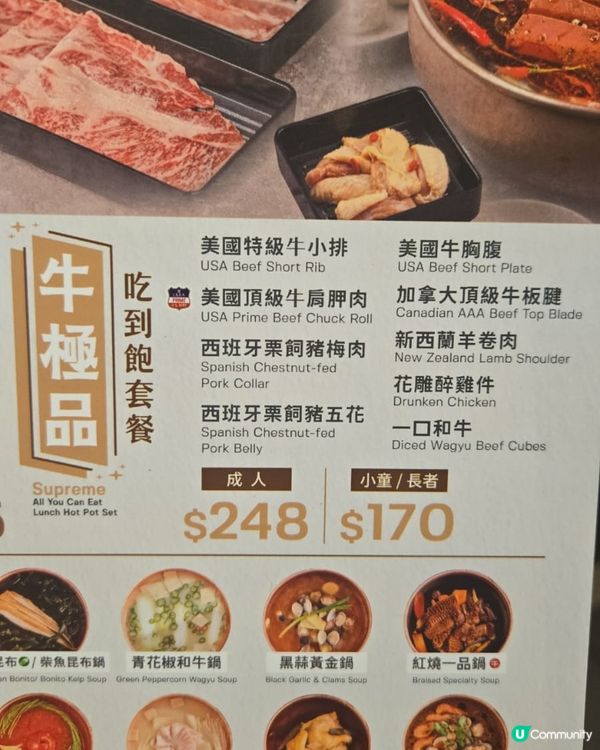 牛極品
吃到飽套餐
Supreme
All You Can Eat
Lunch Hot Pot Set
美國特級牛小排
USA Beef Short Rib
PRIME
美國頂級牛肩胛肉
USA Prime Beef Chuck Roll
西班牙栗飼豬梅肉
Spanish Chestnut-fed
Pork Collar
西班牙栗飼豬五花
Spanish Chestnut-fed
Pork Belly
美國牛胸腹
USA Beef Short Plate
加拿大頂級牛板腱
Canadian AAA Beef Top Blade
新西蘭羊卷肉
New Zealand Lamb Shoulder
花雕醉雞件
Drunken Chicken
一口和牛
Diced Wagyu Beef Cubes
成人
$248
小童/長者
$170
昆布/柴魚昆布鍋
Bonito/ Bonito Kelp Soup
青花椒和牛鍋
Green Peppercorn Wagyu Soup
黑蒜黃金鍋
Black Garlic & Clams Soup
紅燒一品鍋
Braised Specialty Soup
U Community